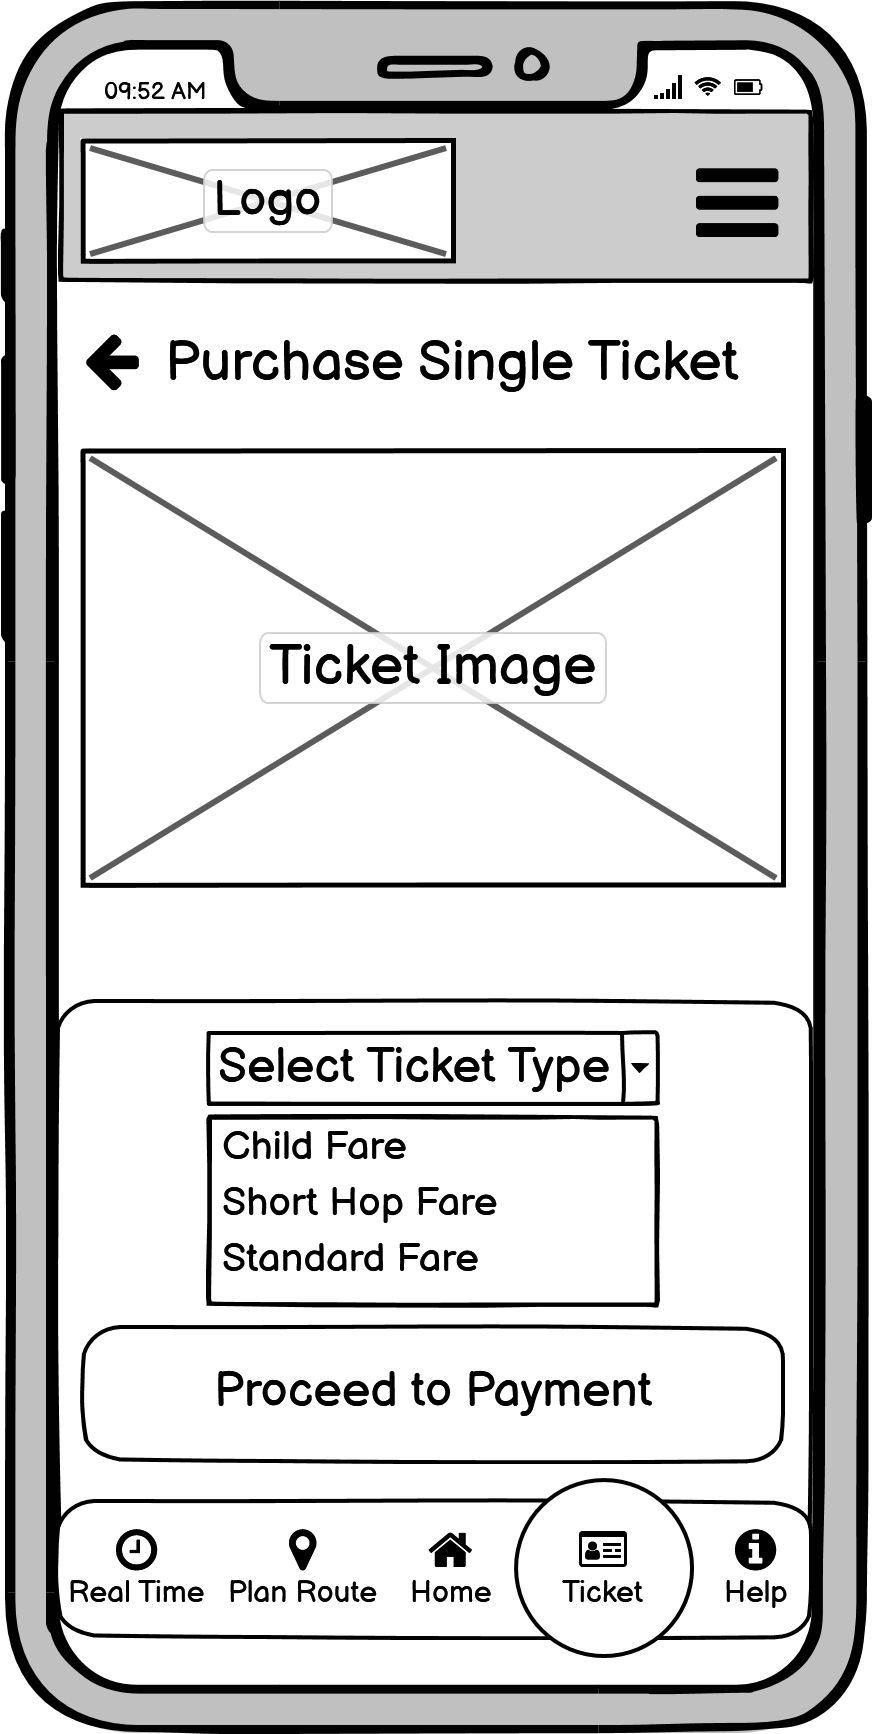 09:52 AM
Logo
Purchase Single Ticket
Ticket Image
Select Ticket Type
Child Fare
Short Hop Fare
Standard Fare
Proceed to Payment
Real Time Plan Route Home Ticket Help